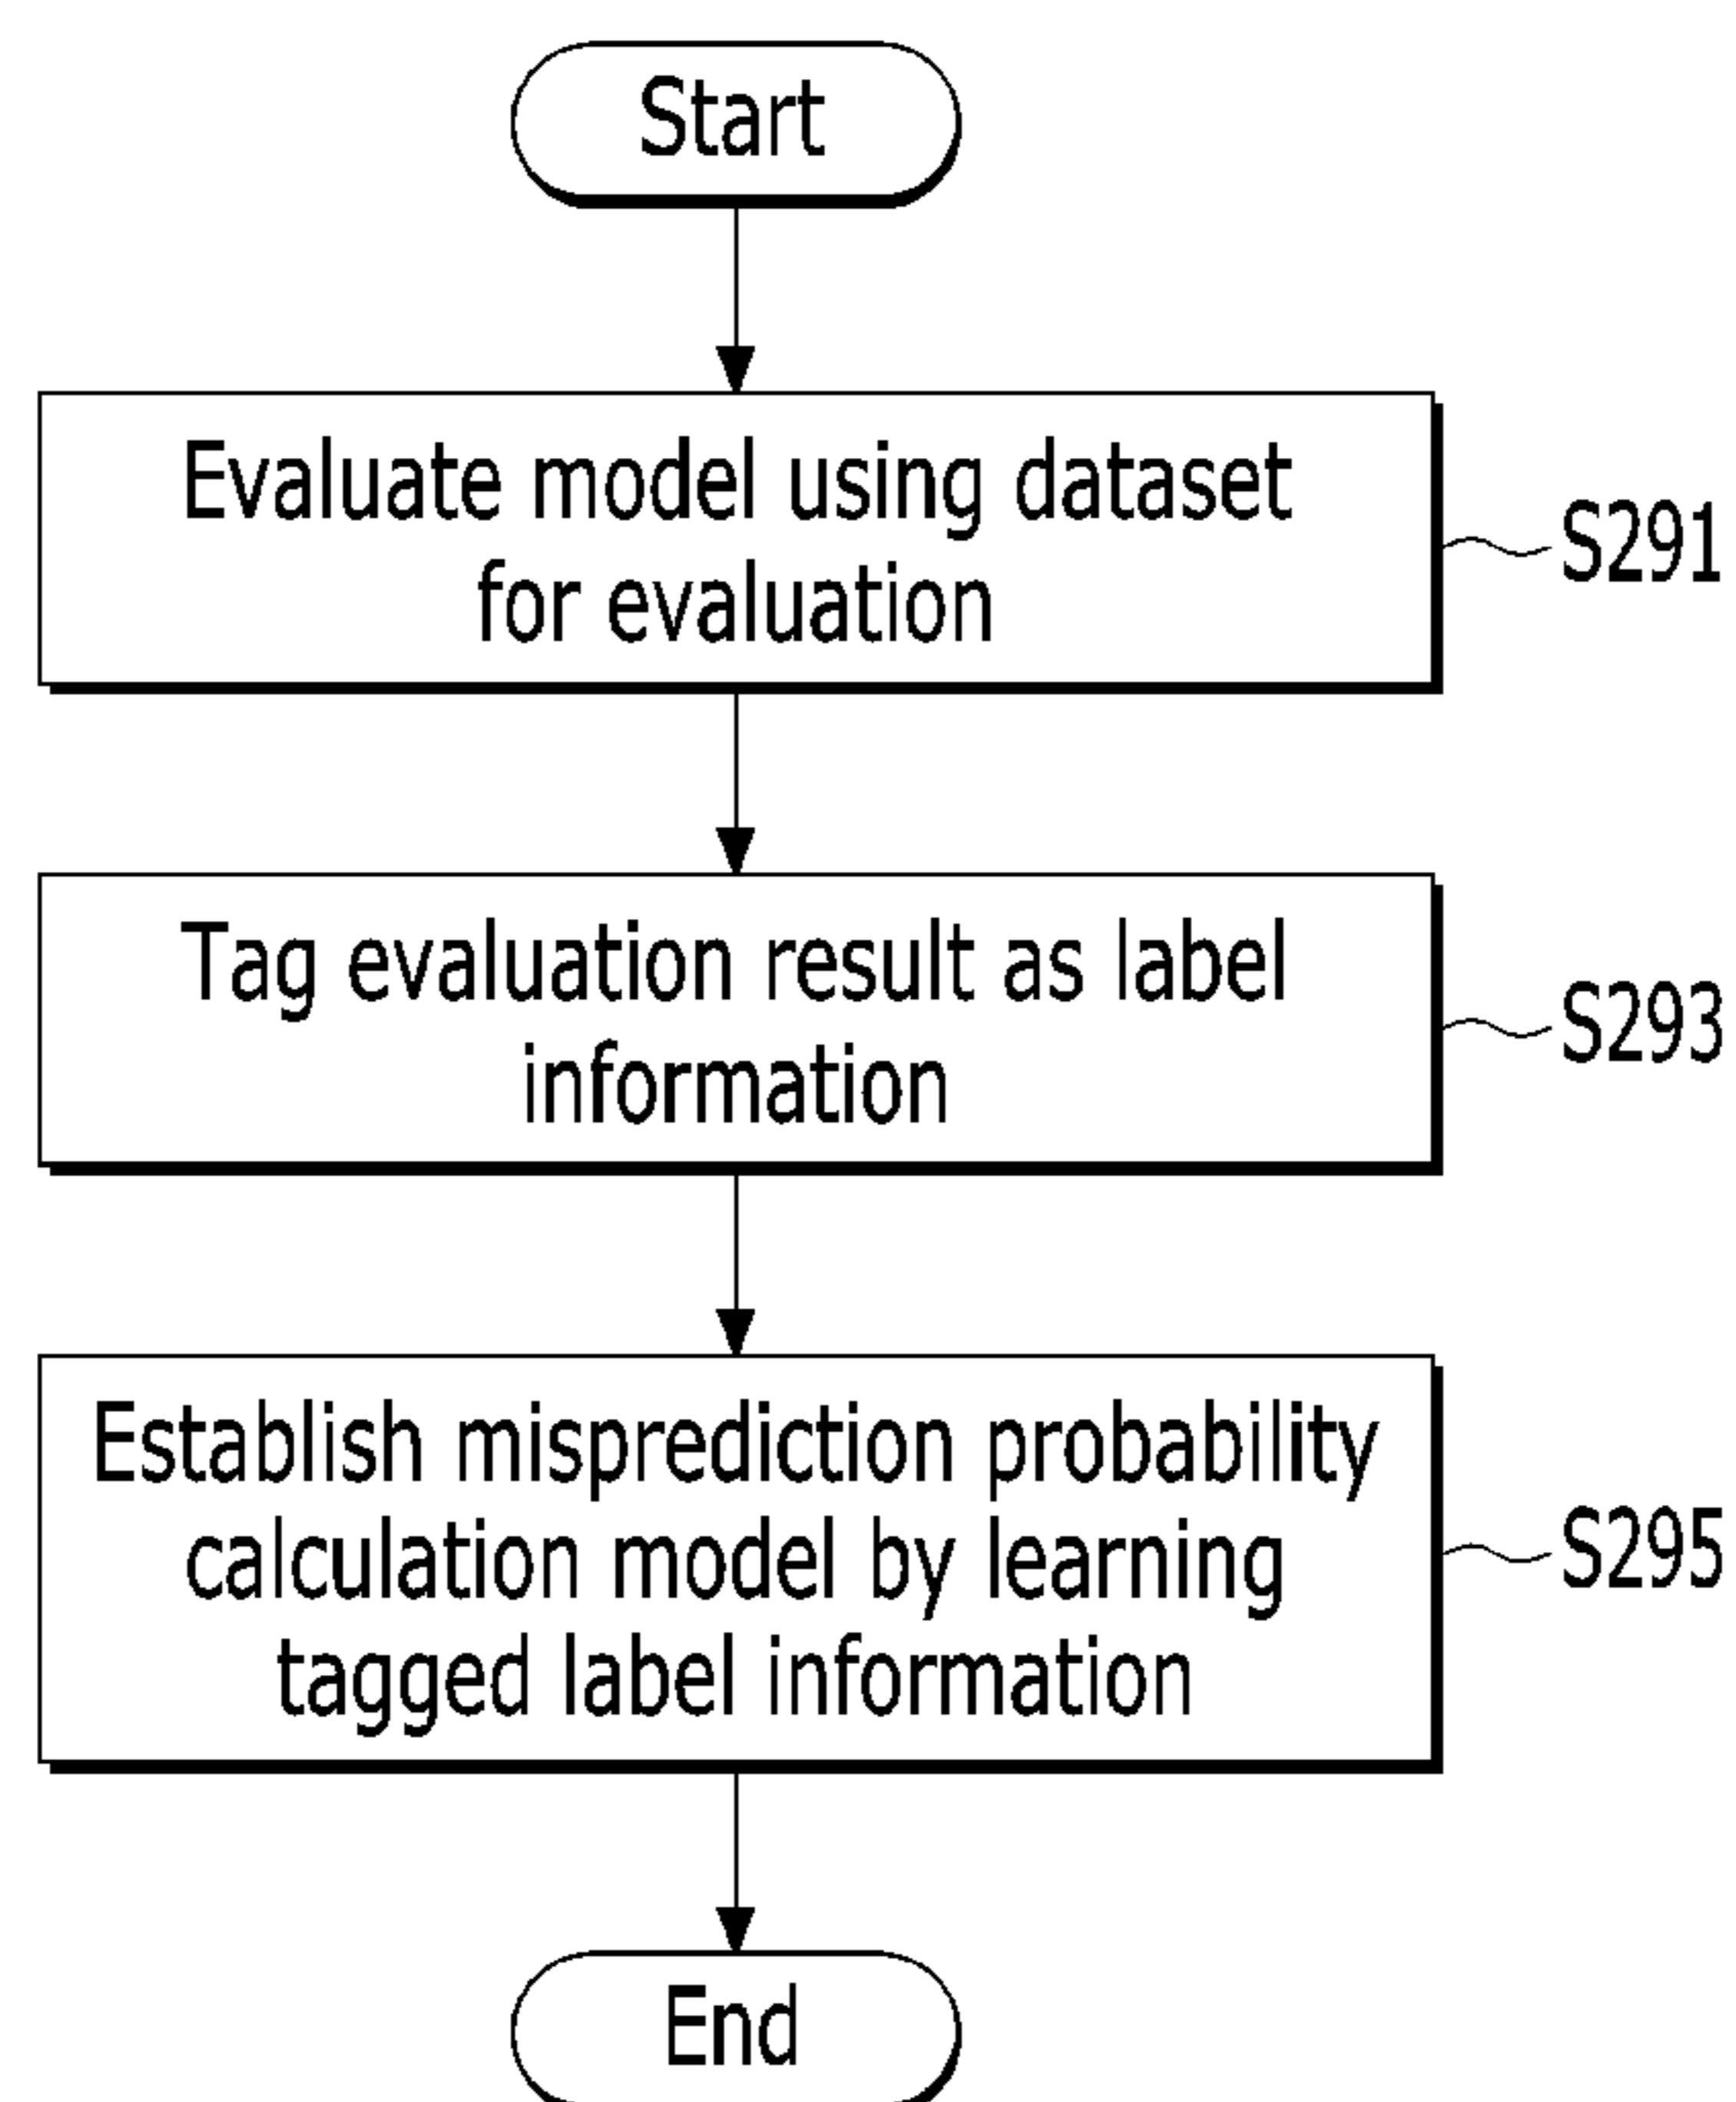 Start
Evaluate model using dataset
for evaluation
S291
Tag evaluation result as label
information
S293
Establish misprediction probability
calculation model by learning
tagged label information
S295
End